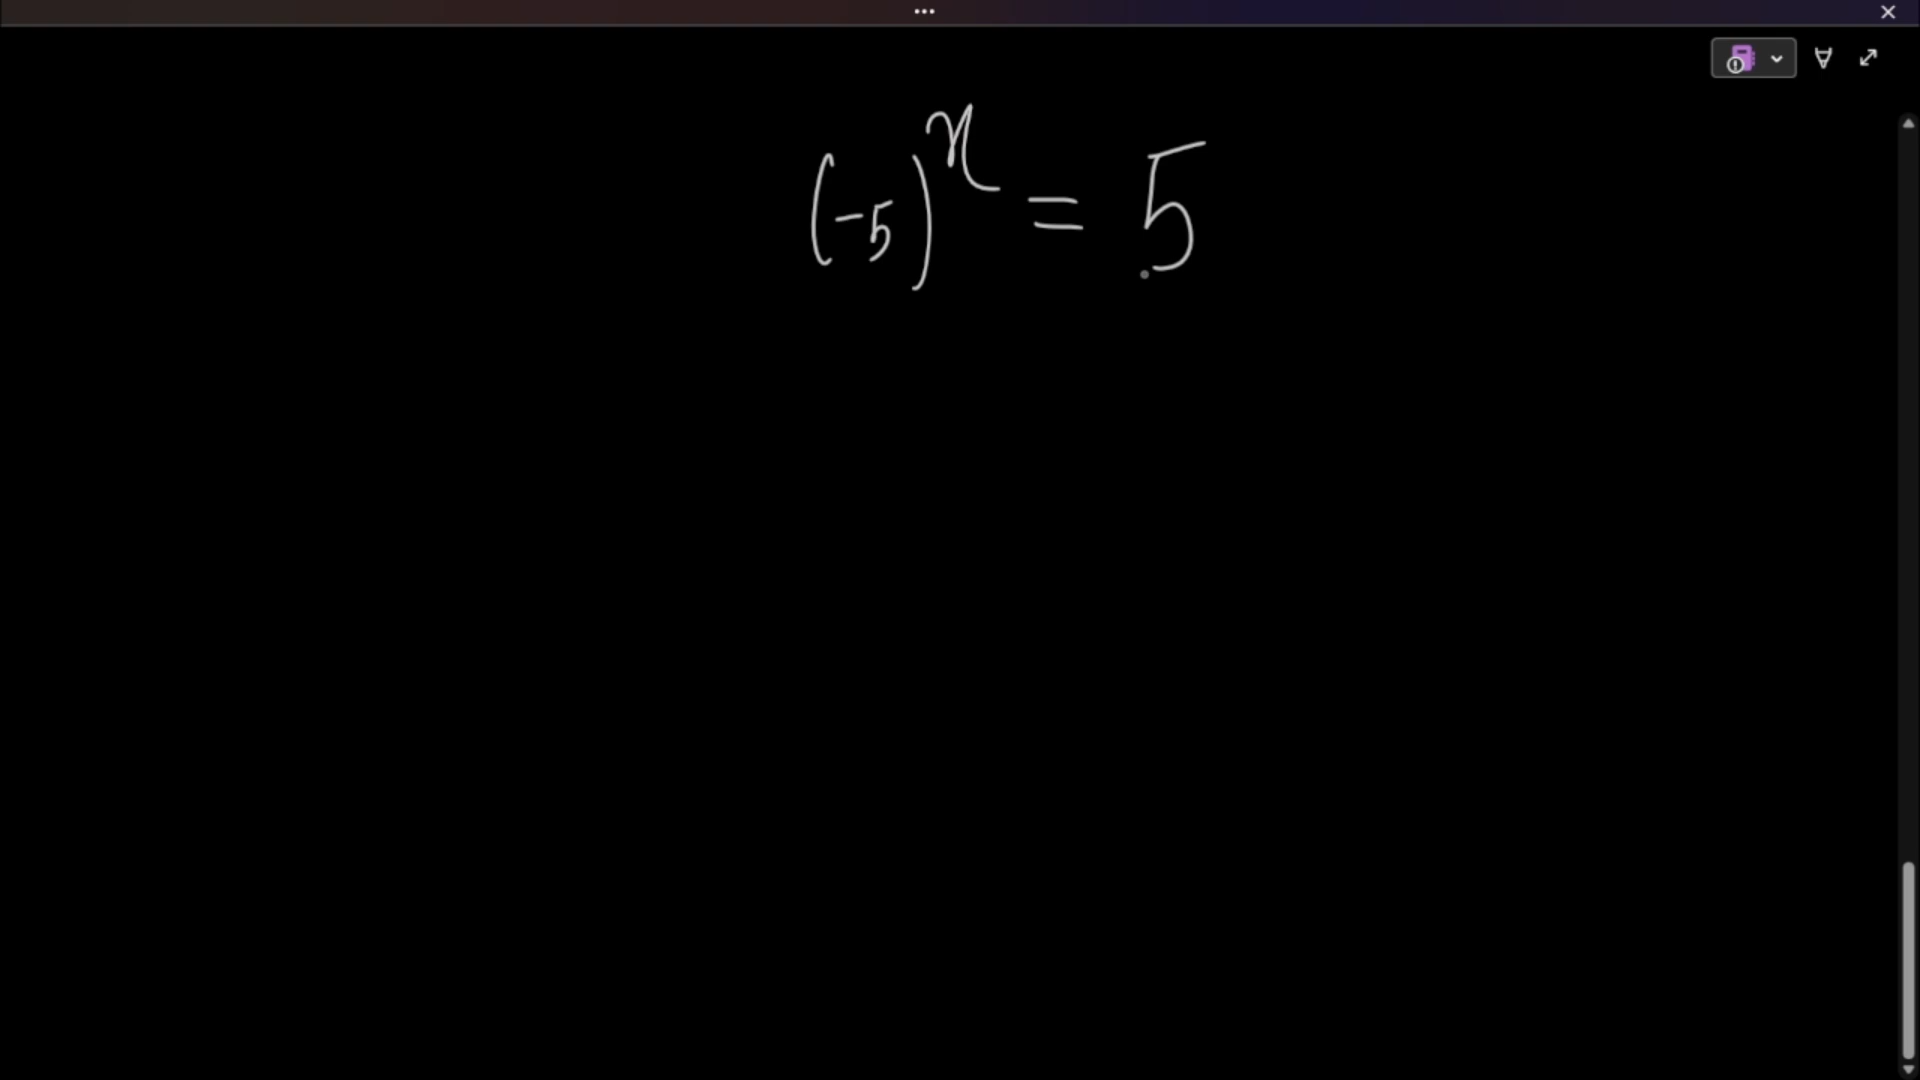 (-5)^x = 5